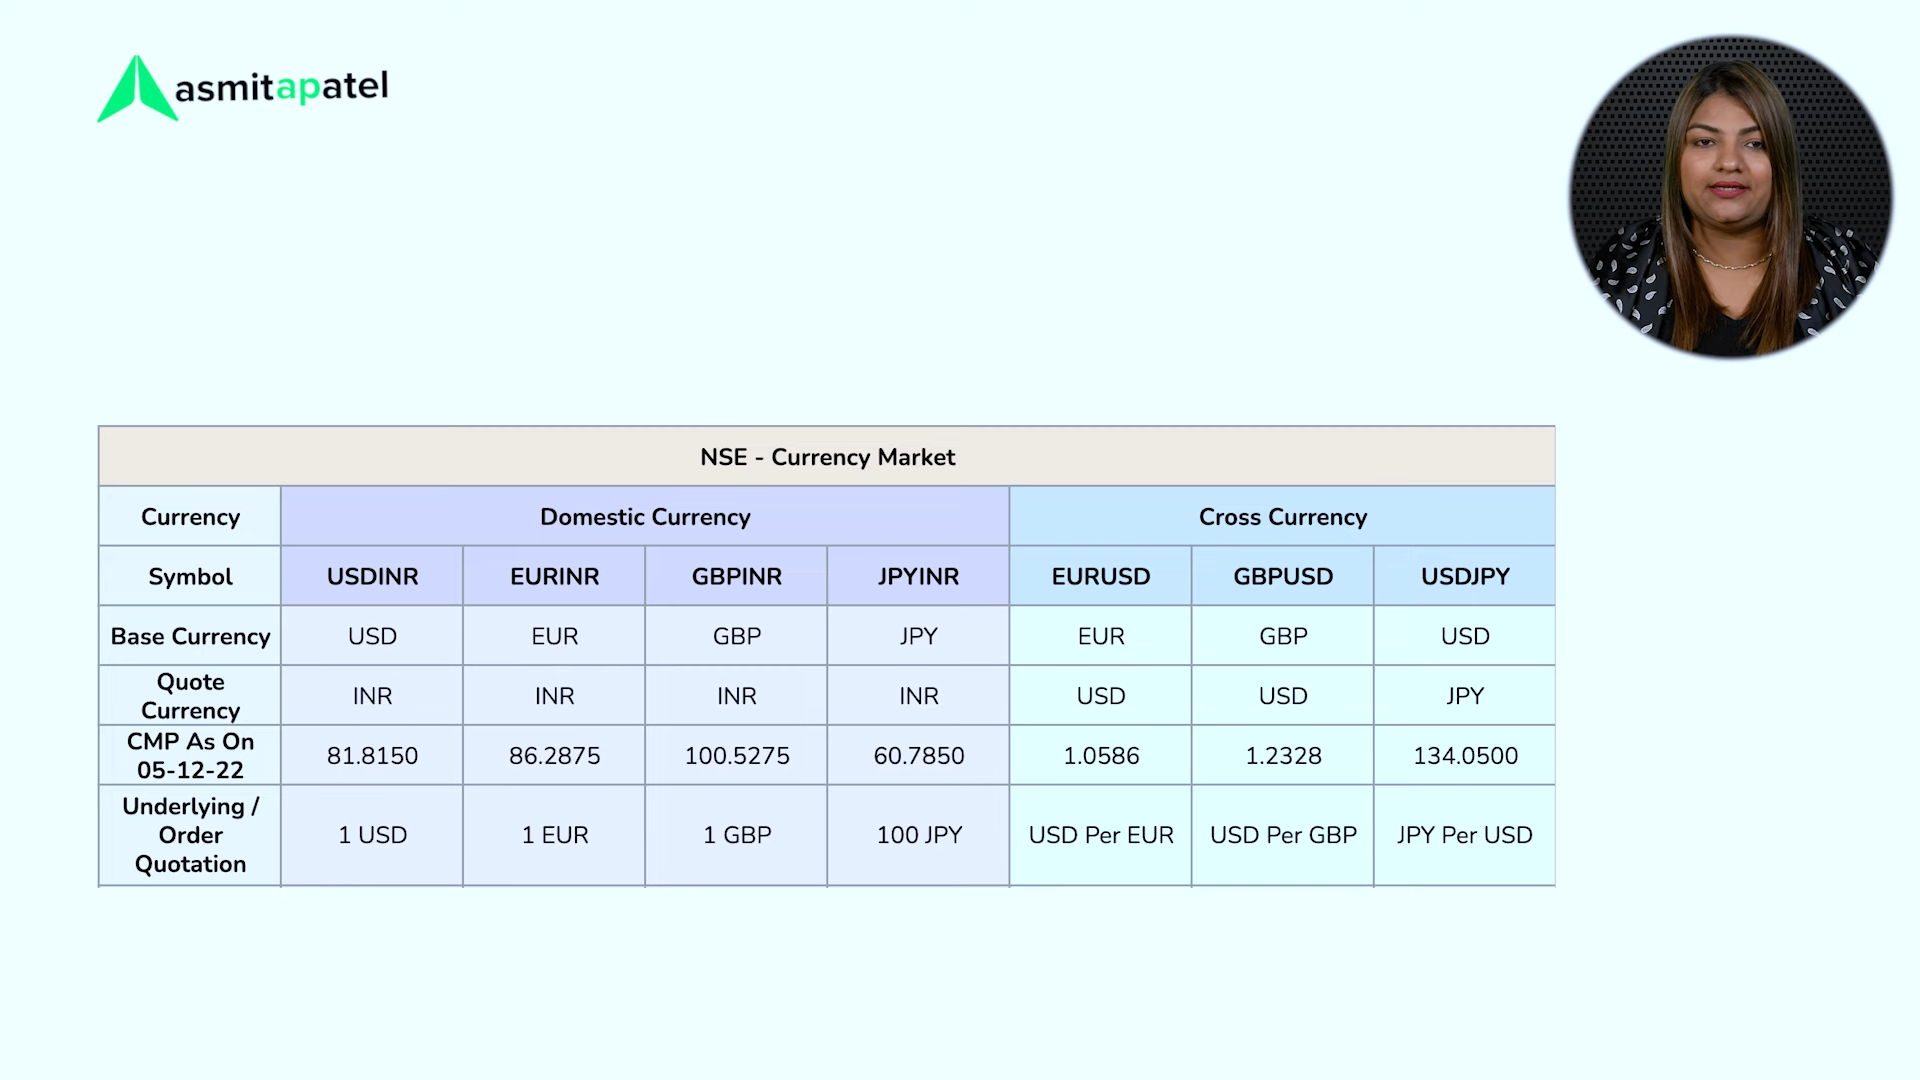 asmitapatel
NSE - Currency Market
Currency Domestic Currency Cross Currency
Symbol USDINR EURINR GBPINR JPYINR EURUSD GBPUSD USDJPY
Base Currency USD EUR GBP JPY EUR GBP USD
Quote
Currency INR INR INR INR USD USD JPY
CMP As On
05-12-22 81.8150 86.2875 100.5275 60.7850 1.0586 1.2328 134.0500
Underlying /
Order
Quotation 1 USD 1 EUR 1 GBP 100 JPY USD Per EUR USD Per GBP JPY Per USD